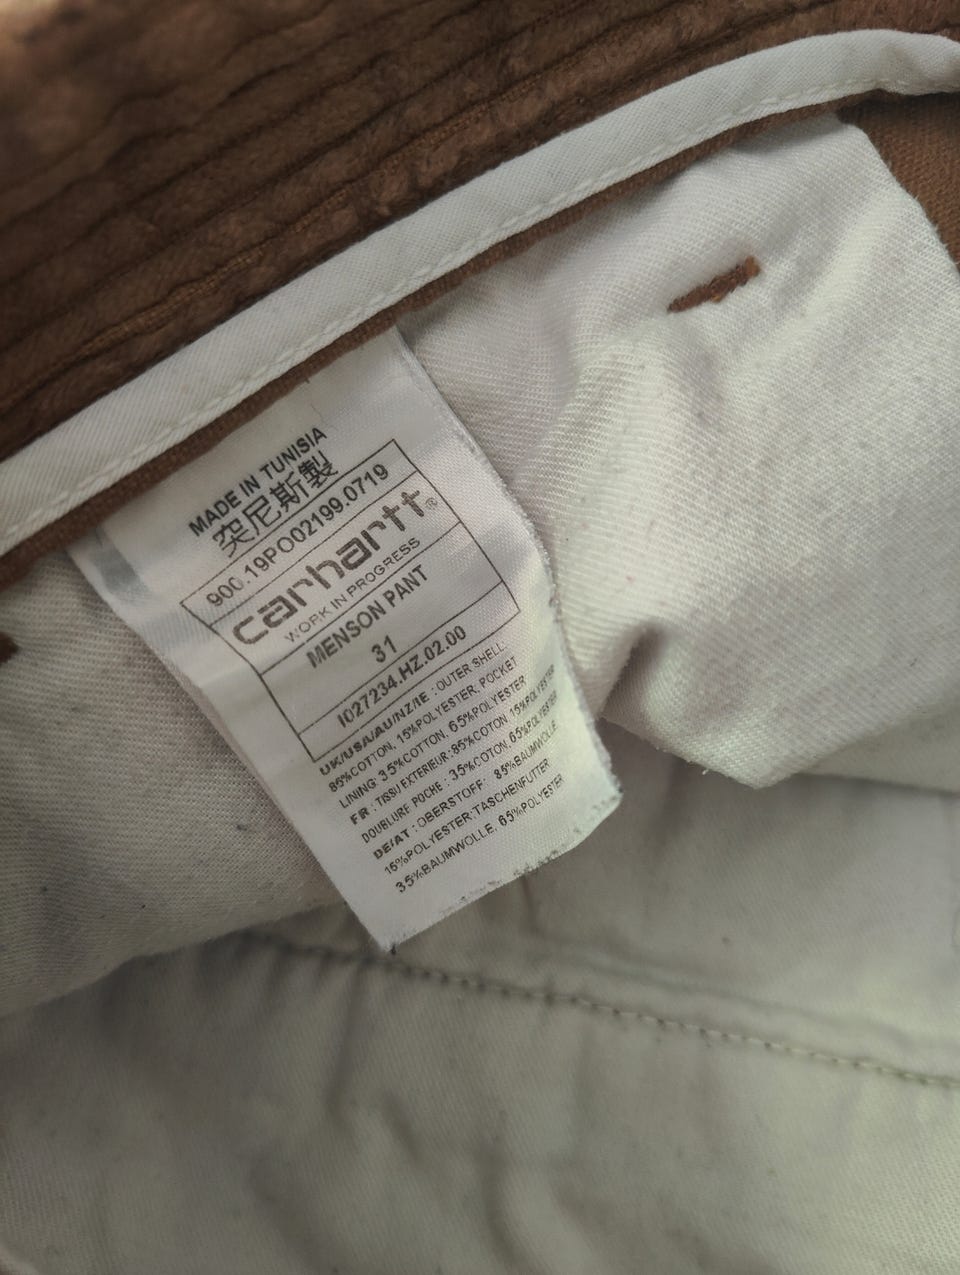 MADE IN TUNISIA
突尼斯製
900.19PO02199.0719
carhartt®
WORK IN PROGRESS
MENSON PANT
31
I027234.HZ.02.00
UK/USA/AU/NZ/IE : OUTER SHELL:
85%COTTON, 15%POLYESTER, POCKET
LINING: 35%COTTON, 65%POLYESTER
FR : TISSU EXTERIEUR:85%COTON, 15%POLYESTER
DOUBLURE POCHE : 35%COTON, 65%POLYESTER
DE/AT : OBERSTOFF: 85%BAUMWOLLE,
15%POLYESTER:TASCHENFUTTER
35%BAUMWOLLE, 65%POLYESTER